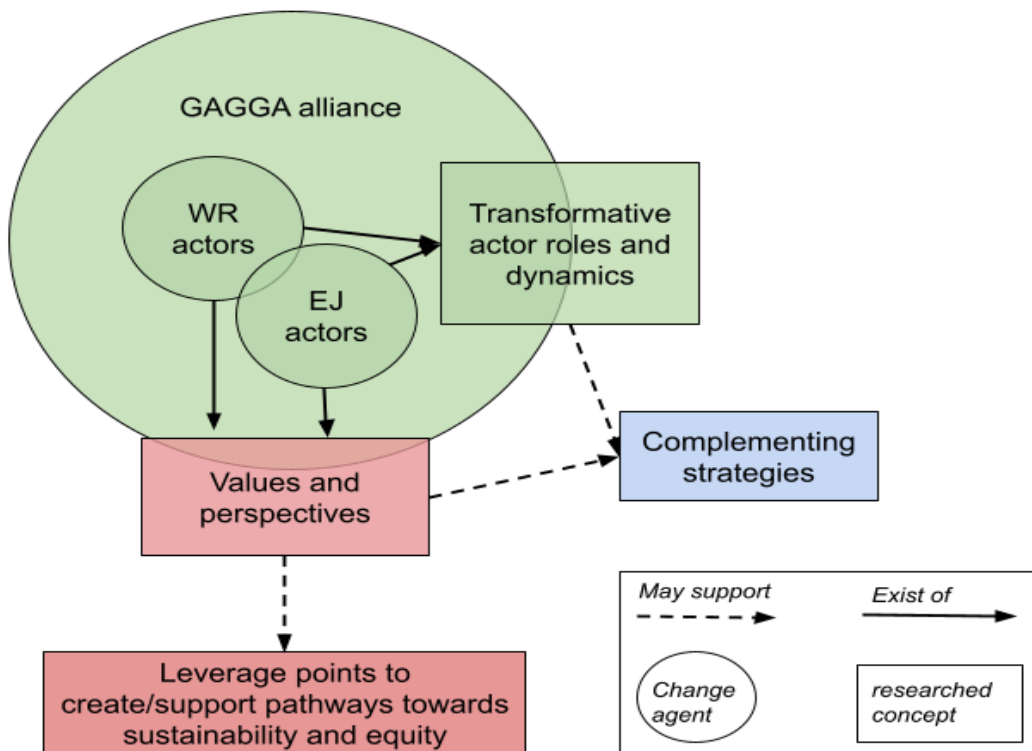 GAGGA alliance
WR
actors
EJ
actors
Transformative
actor roles and
dynamics
Complementing
strategies
Values and
perspectives
Leverage points to
create/support pathways towards
sustainability and equity
May support
Exist of
Change
agent
researched
concept